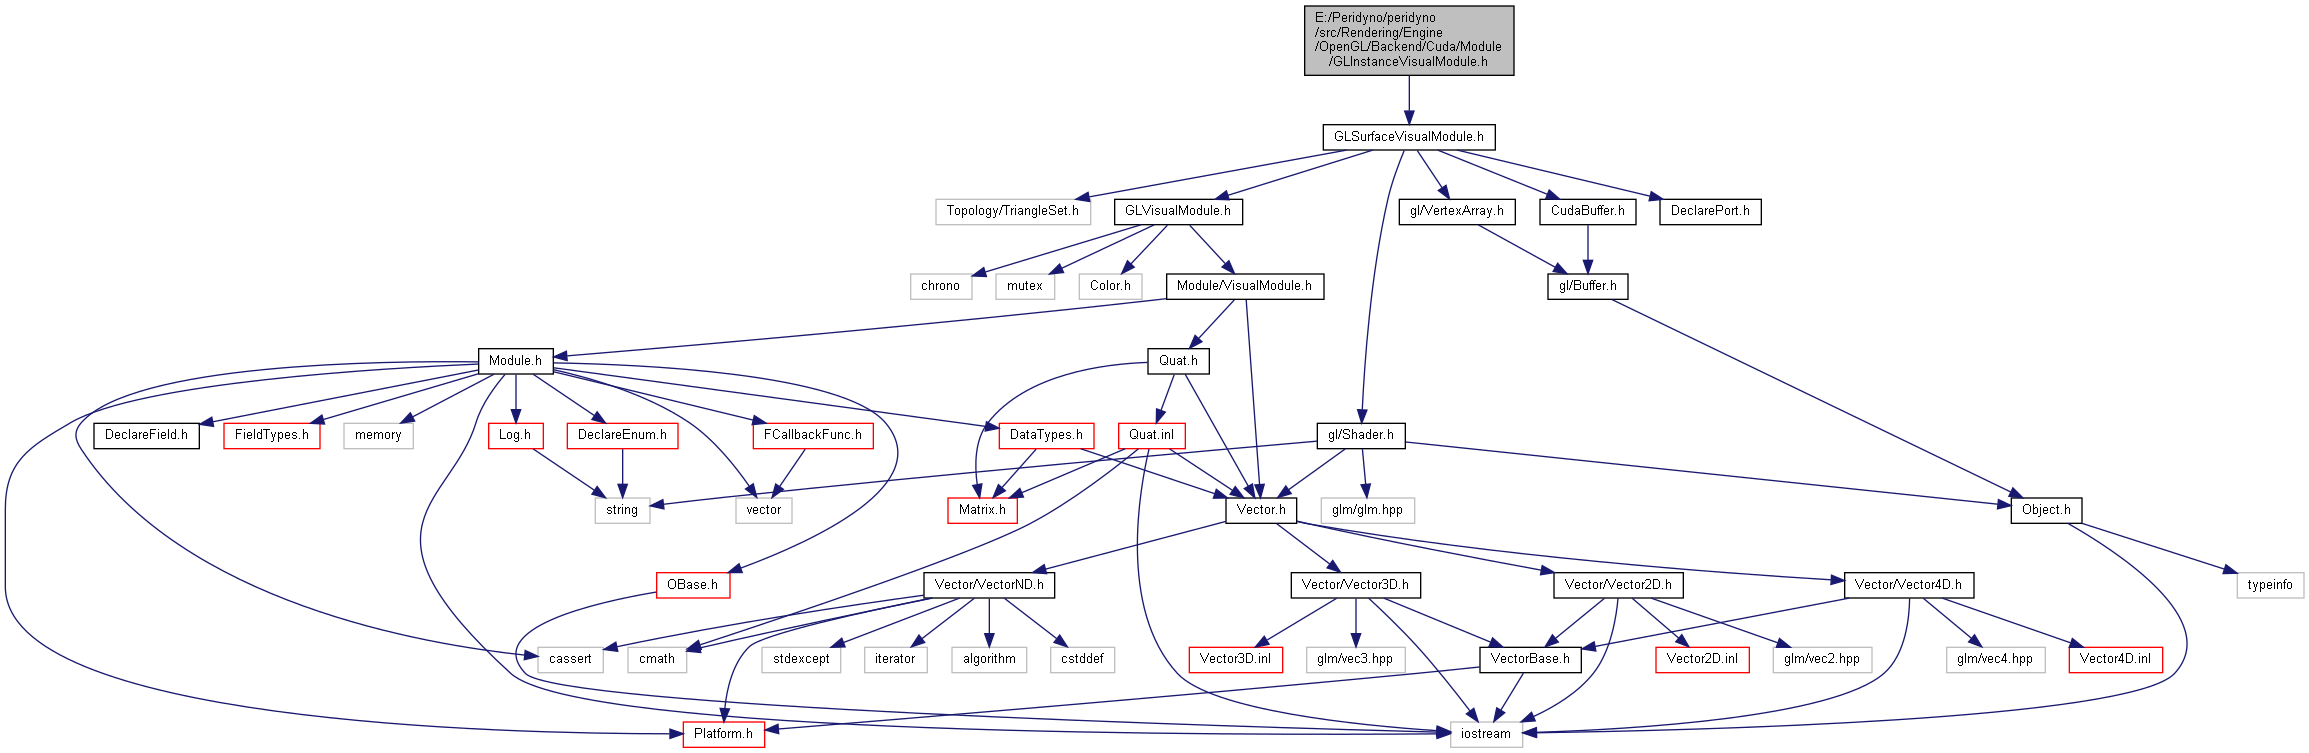 E:/Peridyno/peridyno
/src/Rendering/Engine
/OpenGL/Backend/Cuda/Module
/GLInstanceVisualModule.h
GLSurfaceVisualModule.h
Topology/TriangleSet.h
GLVisualModule.h
gl/VertexArray.h
CudaBuffer.h
DeclarePort.h
chrono
mutex
Color.h
Module/VisualModule.h
gl/Buffer.h
Module.h
Quat.h
DeclareField.h
FieldTypes.h
memory
Log.h
DeclareEnum.h
FCallbackFunc.h
DataTypes.h
Quat.inl
gl/Shader.h
string
vector
Matrix.h
Vector.h
glm/glm.hpp
Object.h
OBase.h
Vector/VectorND.h
Vector/Vector3D.h
Vector/Vector2D.h
Vector/Vector4D.h
typeinfo
cassert
cmath
stdexcept
iterator
algorithm
cstddef
Vector3D.inl
glm/vec3.hpp
VectorBase.h
Vector2D.inl
glm/vec2.hpp
glm/vec4.hpp
Vector4D.inl
Platform.h
iostream